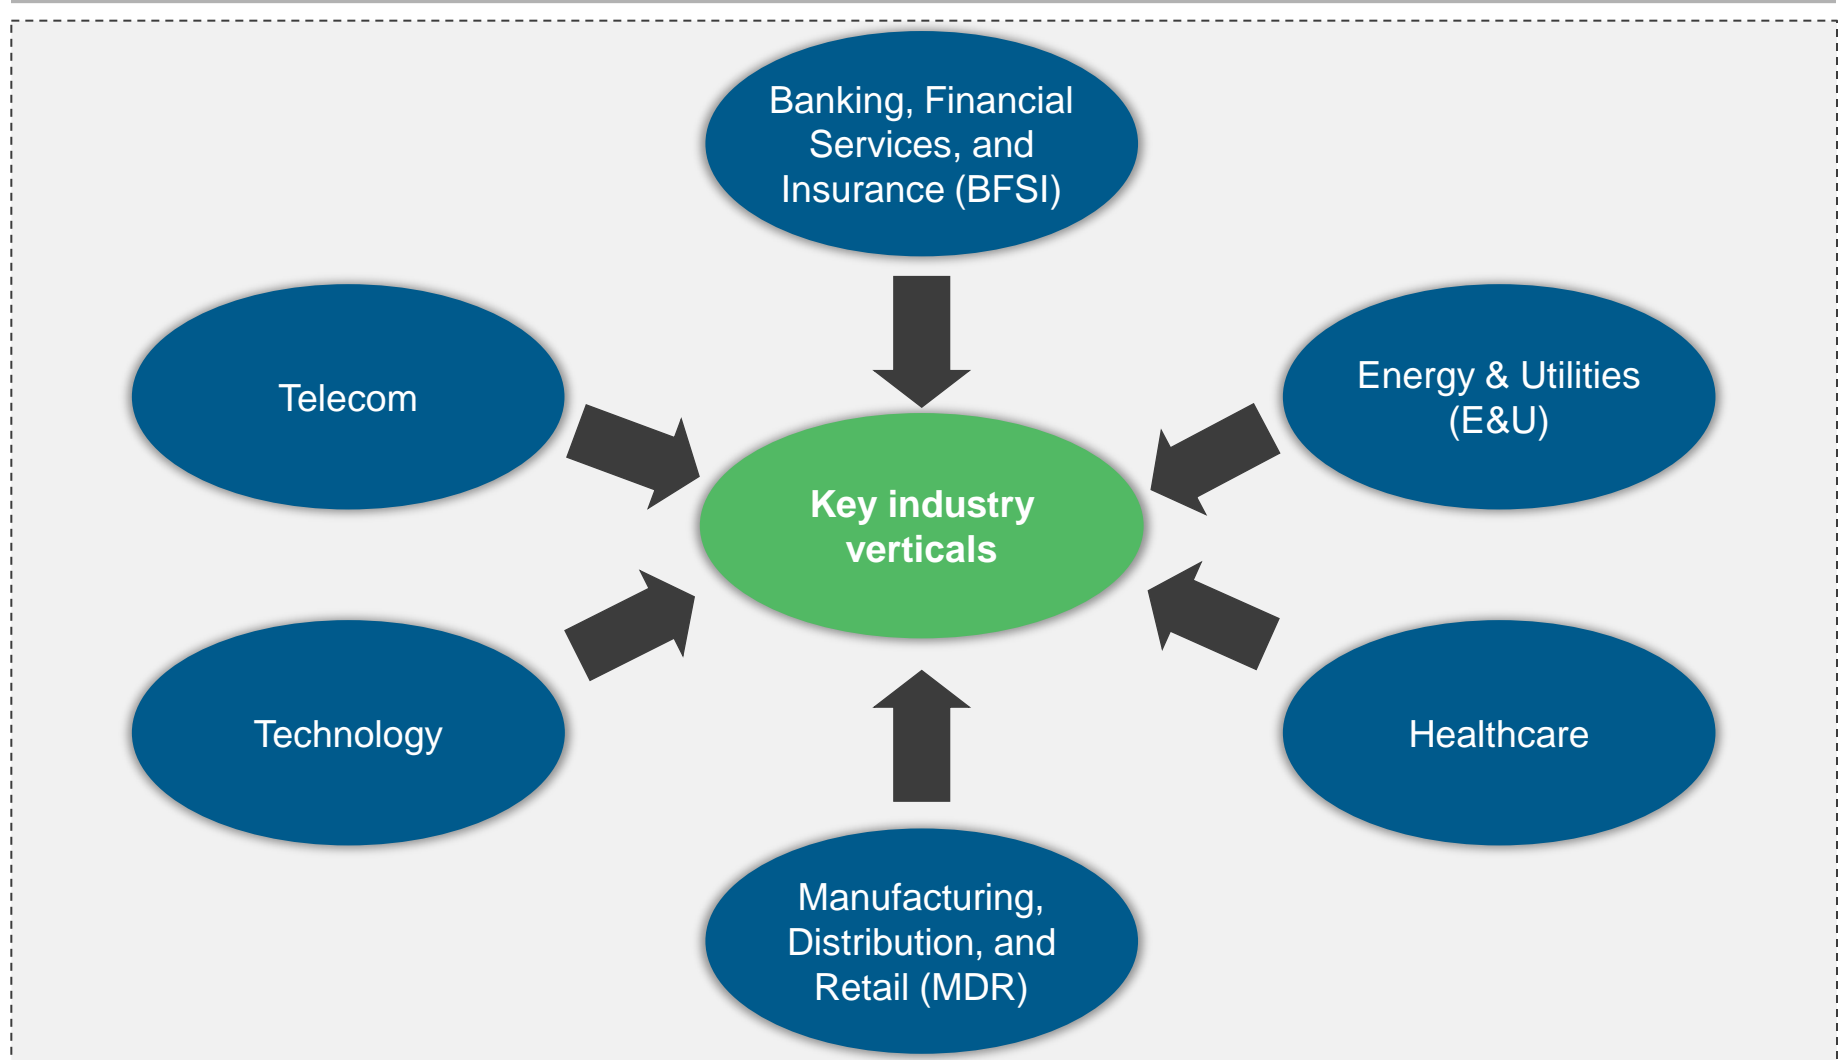 Banking, Financial
Services, and
Insurance (BFSI)
Telecom
Energy & Utilities
(E&U)
Key industry
verticals
Technology
Healthcare
Manufacturing,
Distribution, and
Retail (MDR)